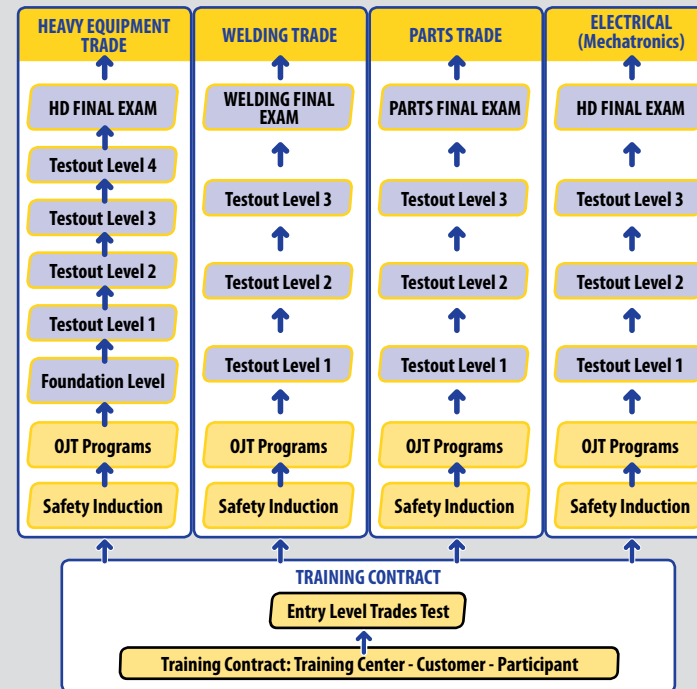 HEAVY EQUIPMENT
TRADE
HD FINAL EXAM
Testout Level 4
Testout Level 3
Testout Level 2
Testout Level 1
Foundation Level
OJT Programs
Safety Induction
WELDING TRADE
WELDING FINAL
EXAM
Testout Level 3
Testout Level 2
Testout Level 1
OJT Programs
Safety Induction
PARTS TRADE
PARTS FINAL EXAM
Testout Level 3
Testout Level 2
Testout Level 1
OJT Programs
Safety Induction
ELECTRICAL
(Mechatronics)
HD FINAL EXAM
Testout Level 3
Testout Level 2
Testout Level 1
OJT Programs
Safety Induction
TRAINING CONTRACT
Entry Level Trades Test
Training Contract: Training Center - Customer - Participant